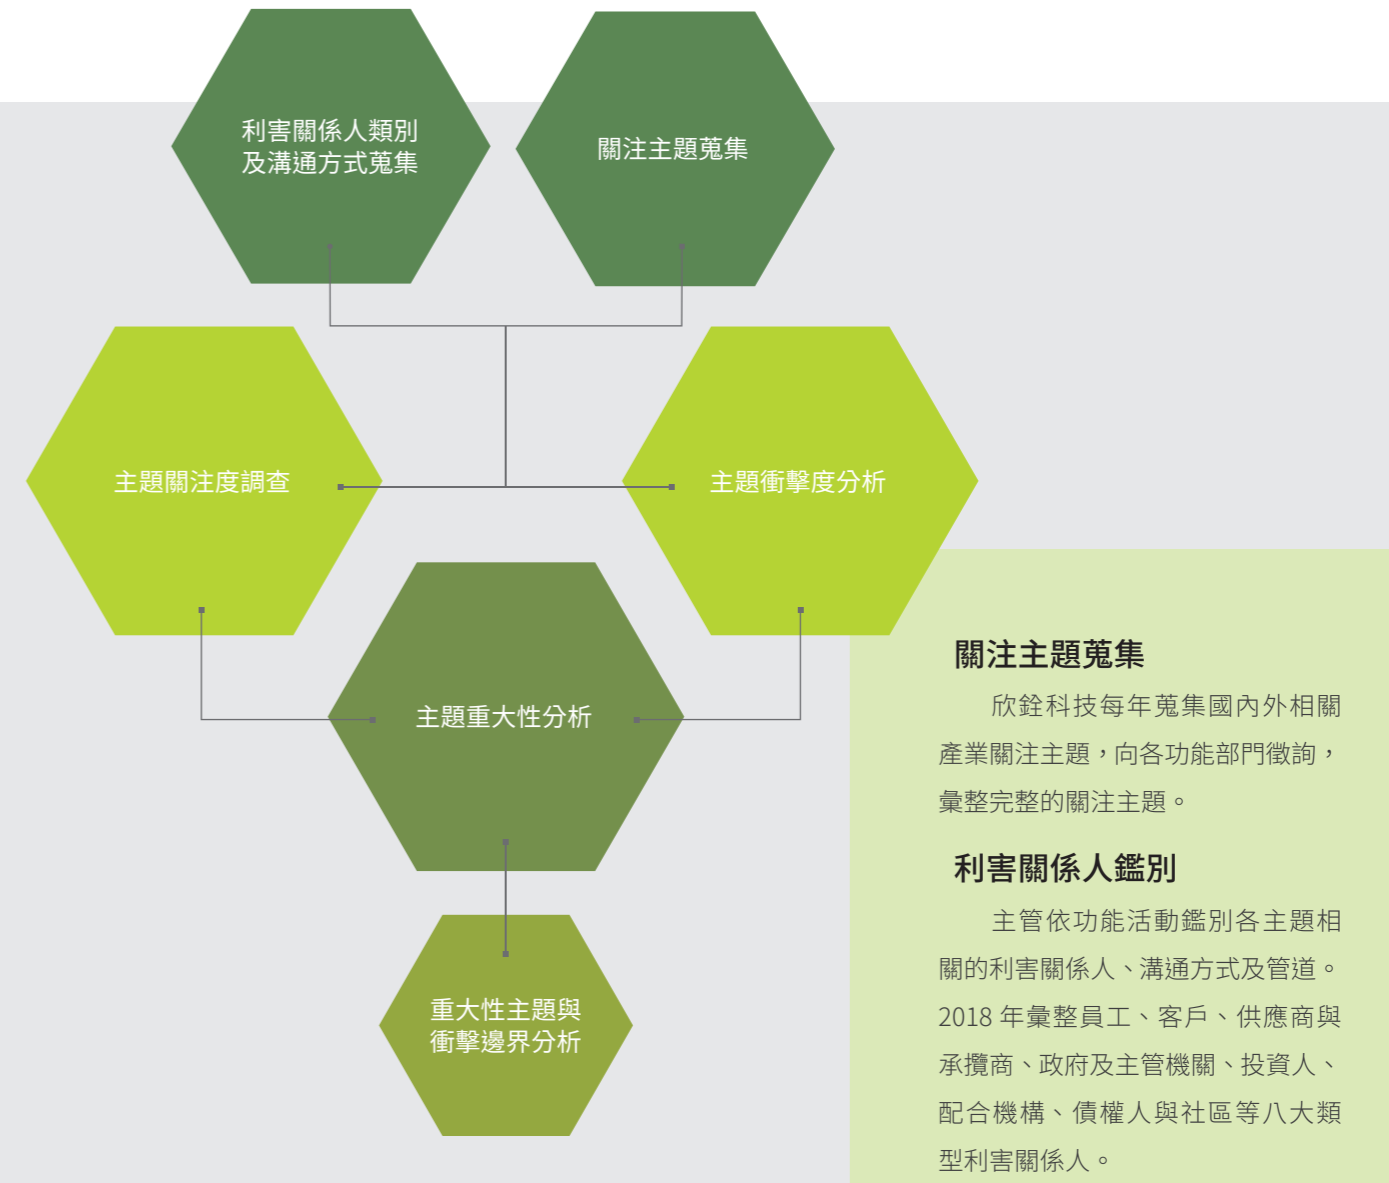 利害關係人類別
及溝通方式蒐集
關注主題蒐集
主題關注度調查
主題衝擊度分析
主題重大性分析
重大性主題與
衝擊邊界分析
關注主題蒐集
欣銓科技每年蒐集國內外相關
產業關注主題，向各功能部門徵詢，
彙整完整的關注主題。
利害關係人鑑別
主管依功能活動鑑別各主題相
關的利害關係人、溝通方式及管道。
2018 年彙整員工、客戶、供應商與
承攬商、政府及主管機關、投資人、
配合機構、債權人與社區等八大類
型利害關係人。